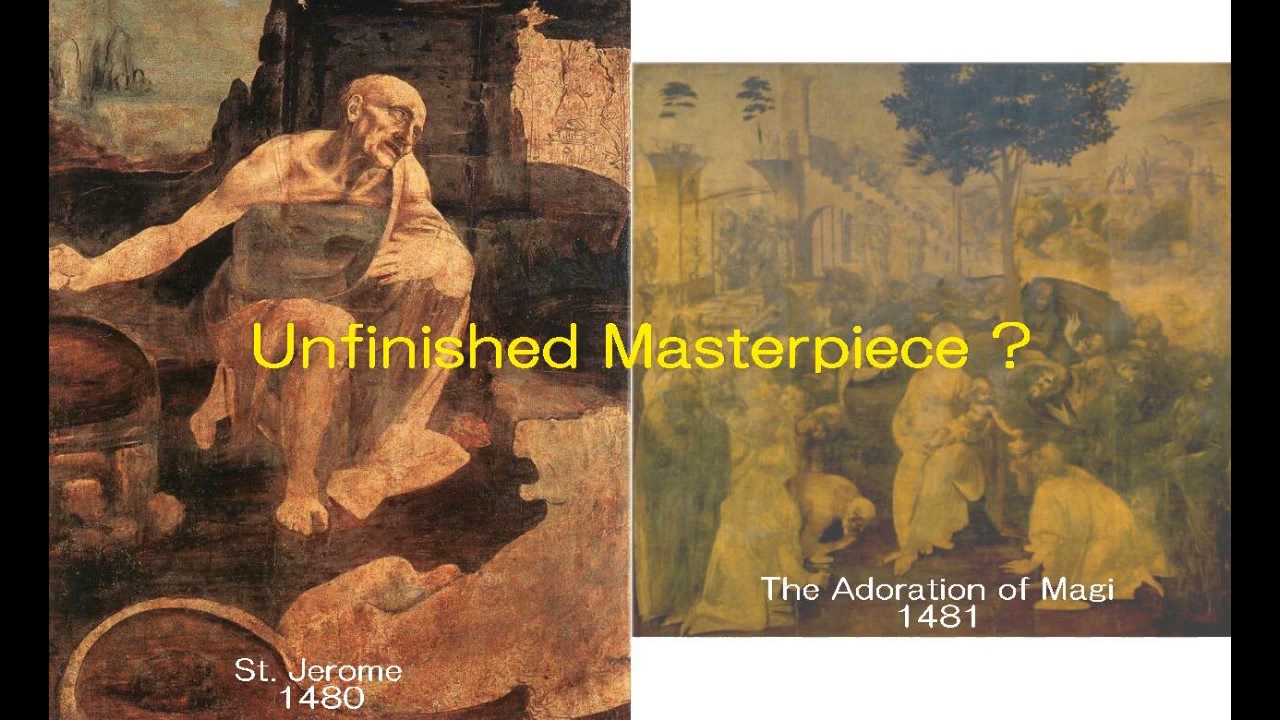 Unfinished Masterpiece ?
The Adoration of Magi
1481
St. Jerome
1480